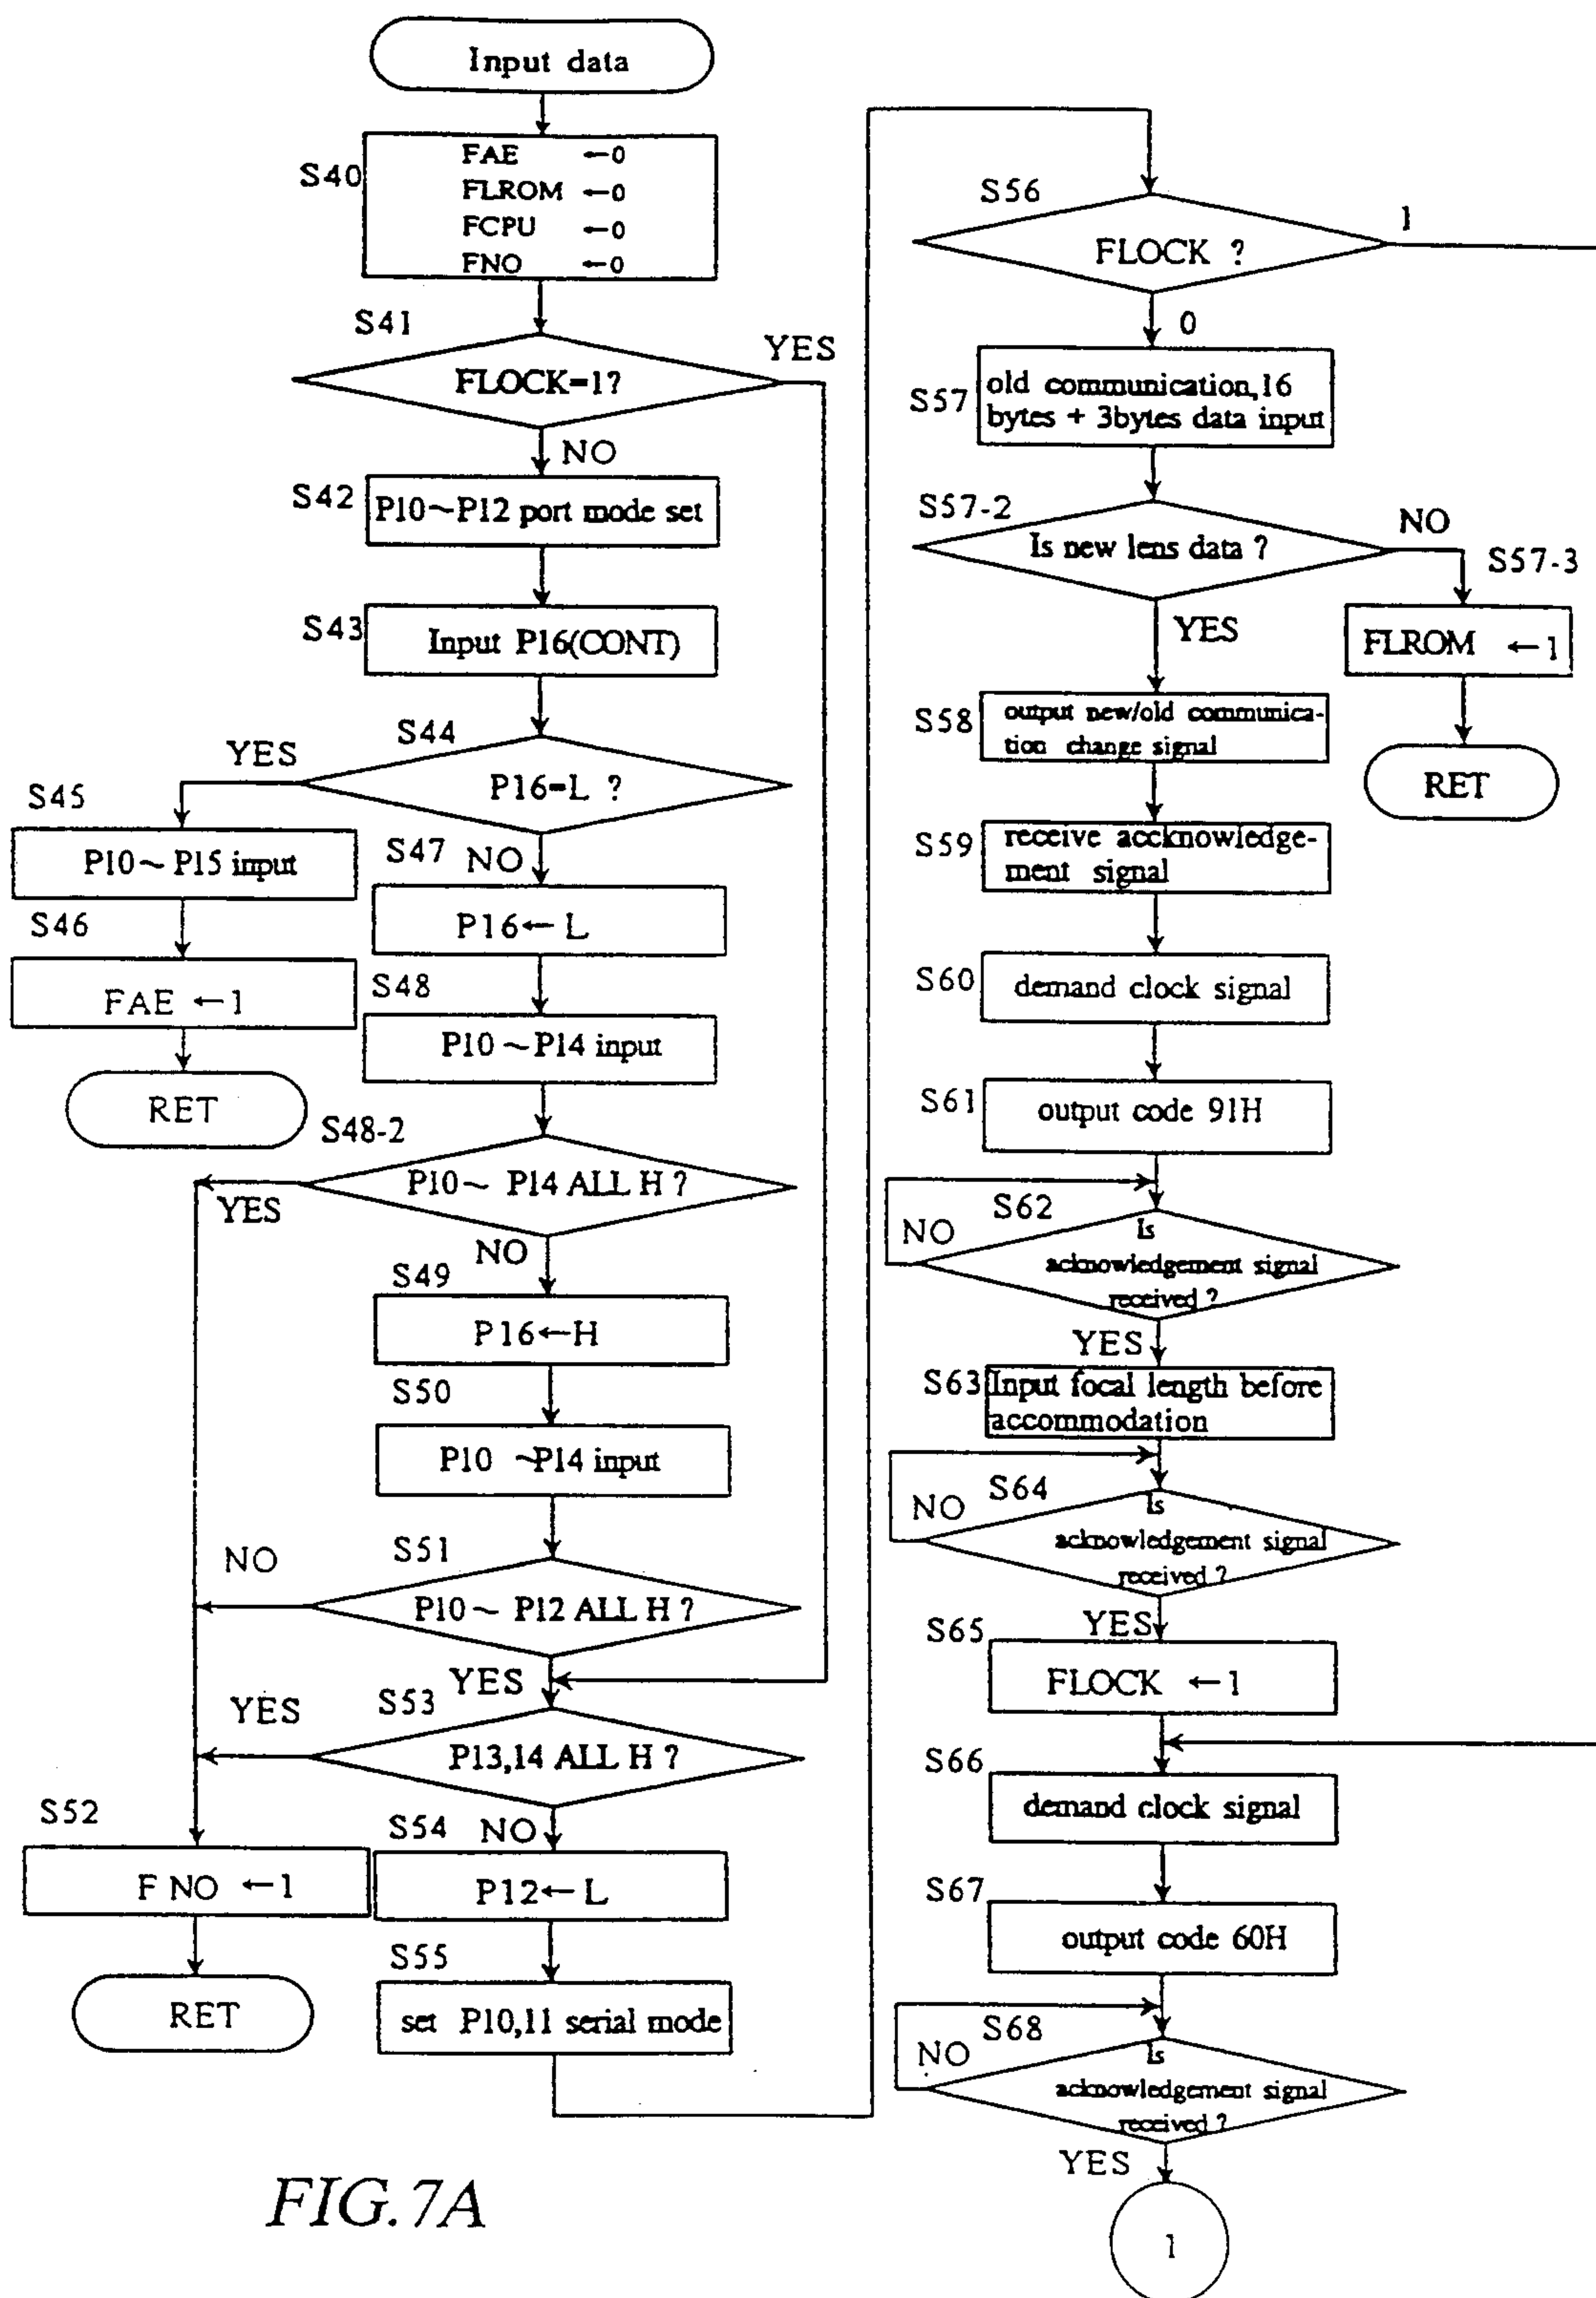 Input data
S40
FAE ←0
FLROM ←0
FCPU ←0
FNO ←0
S41
FLOCK=1?
YES
NO
S42
P10~P12 port mode set
S43
Input P16(CONT)
S44
YES
P16=L ?
S45
P10~P15 input
S46
FAE ←1
RET
S47
NO
P16←L
S48
P10~P14 input
S48-2
P10~ P14 ALL H ?
YES
NO
S49
P16←H
S50
P10 ~P14 input
S51
NO
P10~ P12 ALL H ?
YES
S53
YES
P13,14 ALL H ?
S52
F NO ←1
RET
S54
NO
P12←L
S55
set P10,11 serial mode
S56
FLOCK ?
1
0
S57
old communication,16
bytes + 3bytes data input
S57-2
Is new lens data ?
NO
S57-3
FLROM ←1
RET
YES
S58
output new/old communica-
tion change signal
S59
receive accknowledge-
ment signal
S60
demand clock signal
S61
output code 91H
S62
NO
Is
acknowledgement signal
received ?
YES
S63
Input focal length before
accommodation
S64
NO
Is
acknowledgement signal
received ?
YES
S65
FLOCK ←1
S66
demand clock signal
S67
output code 60H
S68
NO
Is
acknowledgement signal
received ?
YES
1
FIG.7A